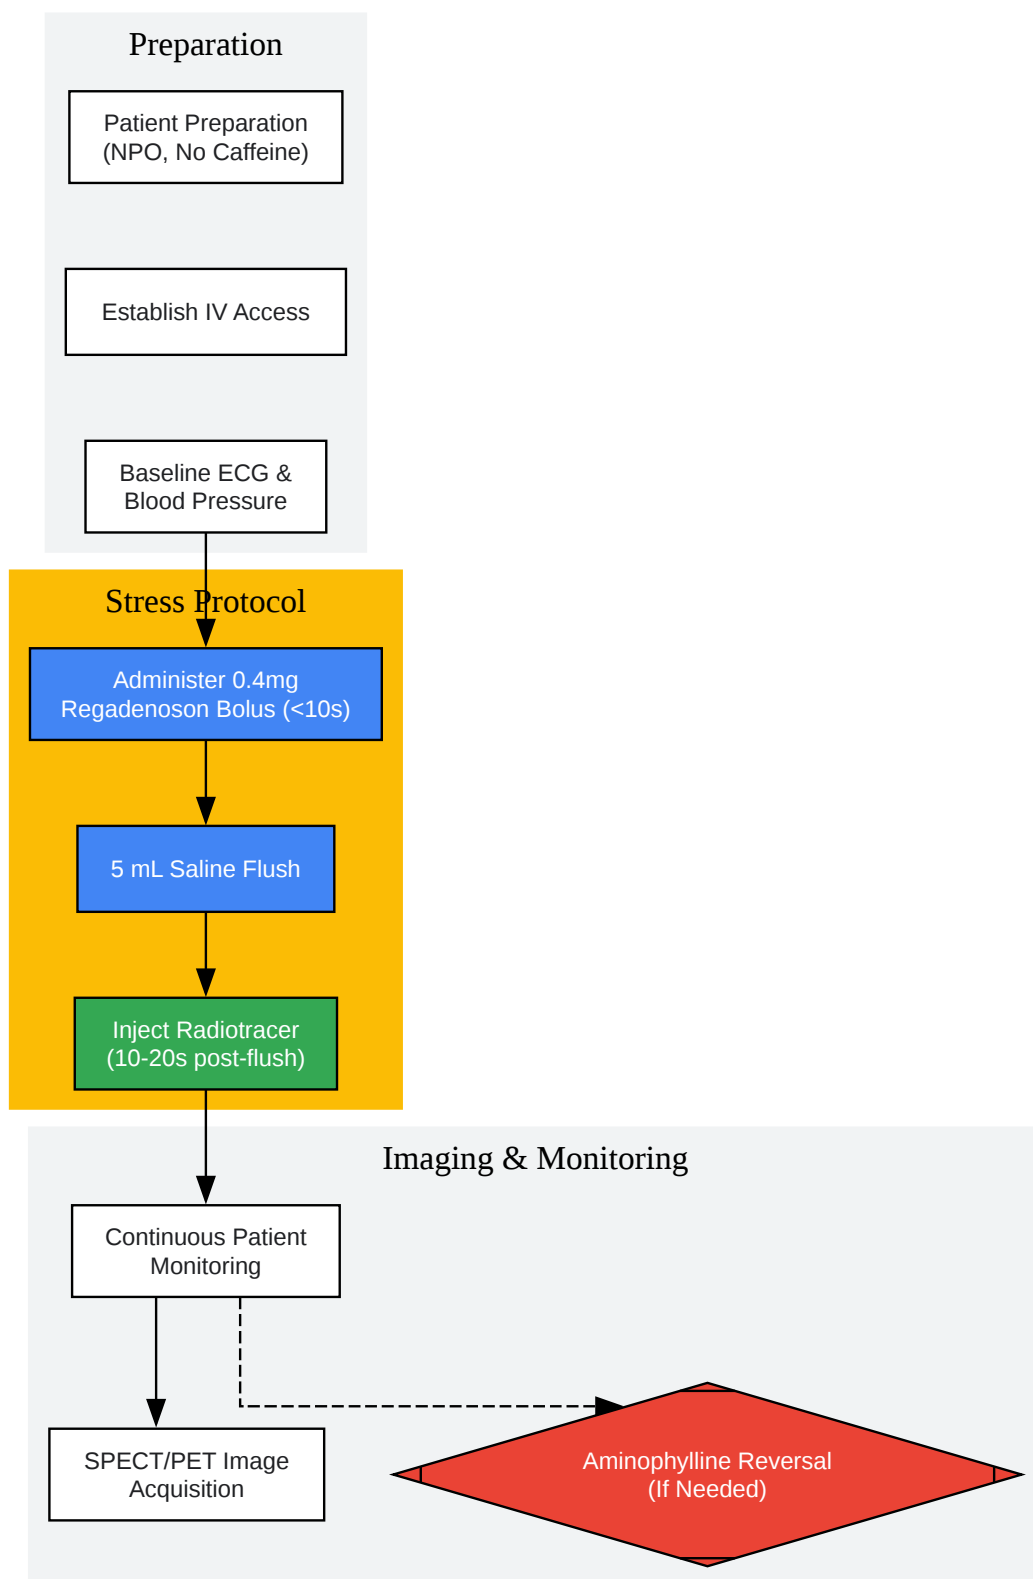 Preparation
Patient Preparation
(NPO, No Caffeine)
Establish IV Access
Baseline ECG &
Blood Pressure
Stress Protocol
Administer 0.4mg
Regadenoson Bolus (<10s)
5 mL Saline Flush
Inject Radiotracer
(10-20s post-flush)
Imaging & Monitoring
Continuous Patient
Monitoring
SPECT/PET Image
Acquisition
Aminophylline Reversal
(If Needed)